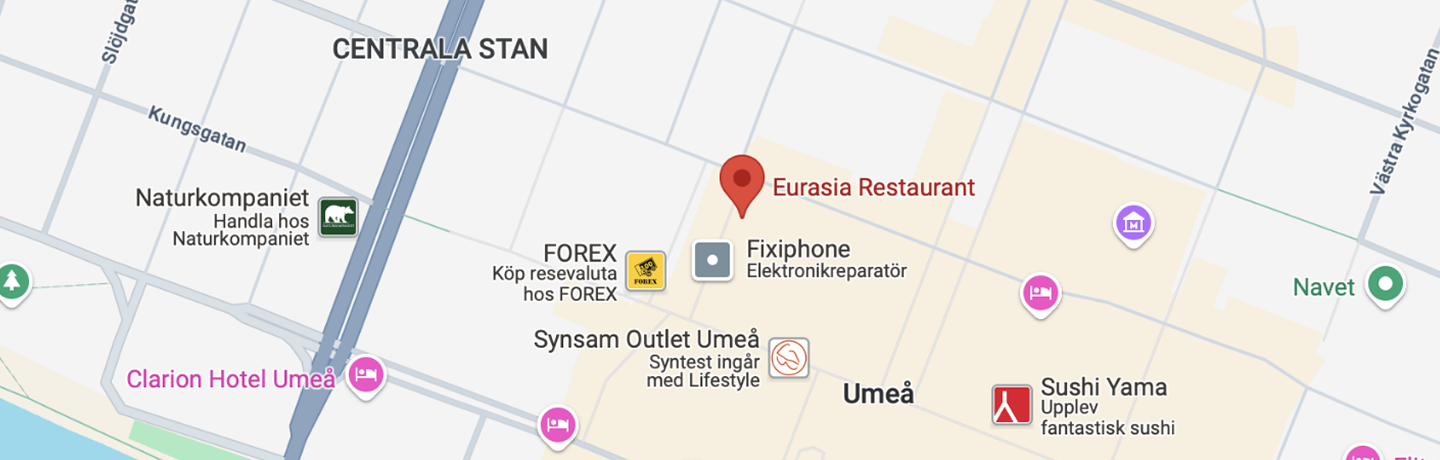 Slöjdgat
CENTRALA STAN
Kungsgatan
Västra Kyrkogatan
Naturkompaniet
Handla hos
Naturkompaniet
Eurasia Restaurant
FOREX
Köp resevaluta
hos FOREX
FOREX
Fixiphone
Elektronikreparatör
M
Navet
Synsam Outlet Umeå
Syntest ingår
med Lifestyle
Clarion Hotel Umeå
Umeå
Sushi Yama
Upplev
fantastisk sushi